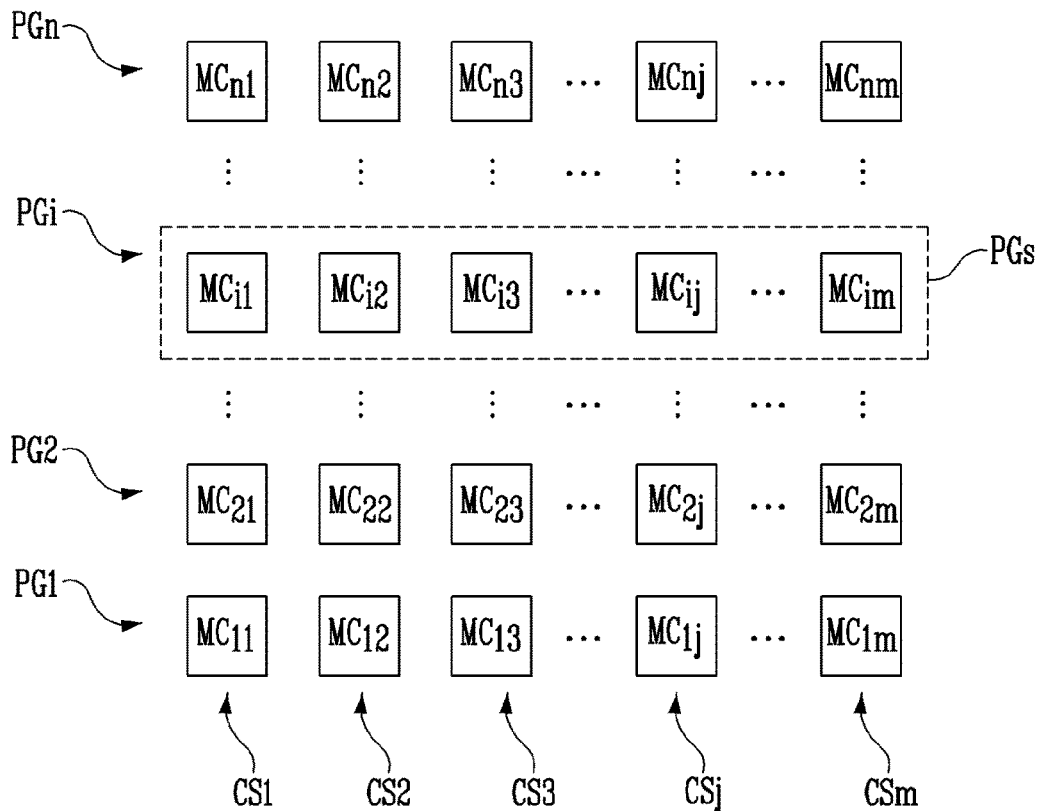 PGn
MCn1 MCn2 MCn3 ... MCnj ... MCnm
⋮ ⋮ ⋮ ... ⋮ ... ⋮
PGi
PGs
MCi1 MCi2 MCi3 ... MCij ... MCim
⋮ ⋮ ⋮ ... ⋮ ... ⋮
PG2
MC21 MC22 MC23 ... MC2j ... MC2m
PG1
MC11 MC12 MC13 ... MC1j ... MC1m
CS1 CS2 CS3 CSj CSm